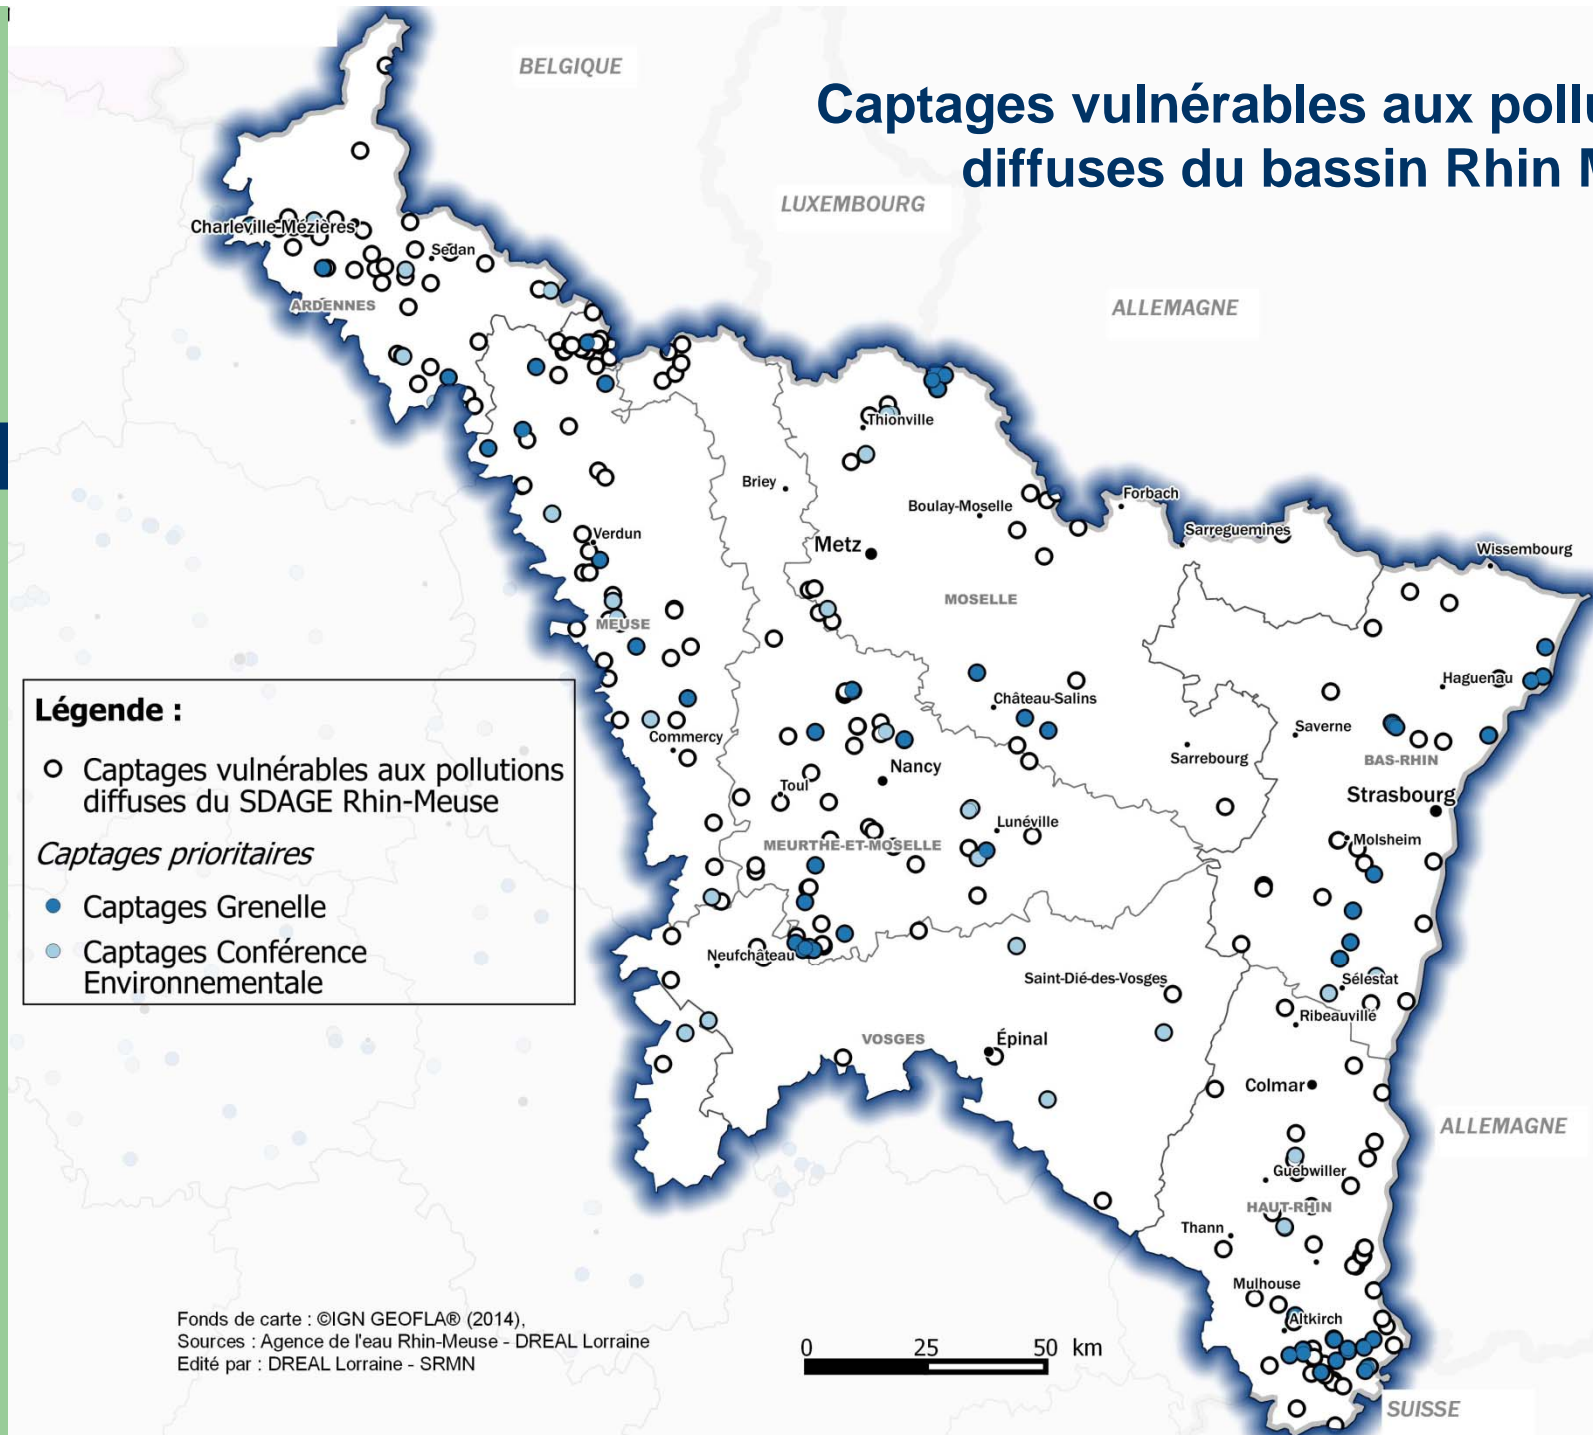 Captages vulnérables aux pollu
diffuses du bassin Rhin M
BELGIQUE
LUXEMBOURG
ALLEMAGNE
Charleville-Mézières
Sedan
ARDENNES
Thionville
Briey
Boulay-Moselle
Forbach
Sarreguemines
Wissembourg
Verdun
Metz
MOSELLE
MEUSE
Haguenau
Château-Salins
Saverne
Commercy
Sarrebourg
BAS-RHIN
Nancy
Toul
Strasbourg
Lunéville
Molsheim
MEURTHE-ET-MOSELLE
Neufchâteau
Saint-Dié-des-Vosges
Sélestat
Ribeauvillé
VOSGES
Épinal
Colmar
ALLEMAGNE
Guebwiller
HAUT-RHIN
Thann
Mulhouse
Altkirch
SUISSE
Légende :
Captages vulnérables aux pollutions
diffuses du SDAGE Rhin-Meuse
Captages prioritaires
Captages Grenelle
Captages Conférence
Environnementale
Fonds de carte : ©IGN GEOFLA® (2014),
Sources : Agence de l'eau Rhin-Meuse - DREAL Lorraine
Edité par : DREAL Lorraine - SRMN
0 25 50 km